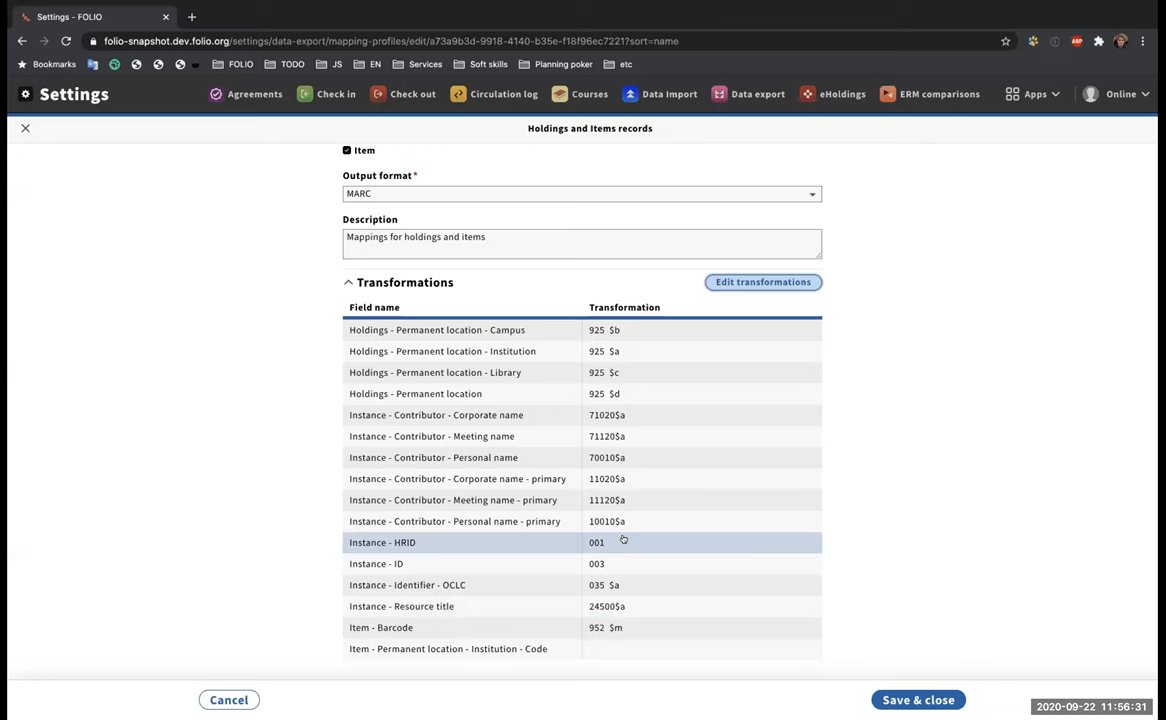 Settings - FOLIO
folio-snapshot.dev.folio.org/settings/data-export/mapping-profiles/edit/a73a9b3d-9918-4140-b35e-f18f96ec7221?sort=name
ABP
Bookmarks FOLIO TODO JS EN Services Soft skills Planning poker etc
Settings Agreements Check in Check out Circulation log Courses Data Import Data export eHoldings ERM comparisons Apps Online
Holdings and Items records
Item
Output format*
MARC
Description
Mappings for holdings and items
Transformations Edit transformations
Field name Transformation
Holdings - Permanent location - Campus 925 $b
Holdings - Permanent location - Institution 925 $a
Holdings - Permanent location - Library 925 $c
Holdings - Permanent location 925 $d
Instance - Contributor - Corporate name 71020$a
Instance - Contributor - Meeting name 71120$a
Instance - Contributor - Personal name 70010$a
Instance - Contributor - Corporate name - primary 11020$a
Instance - Contributor - Meeting name - primary 11120$a
Instance - Contributor - Personal name - primary 10010$a
Instance - HRID 001
Instance - ID 003
Instance - Identifier - OCLC 035 $a
Instance - Resource title 24500$a
Item - Barcode 952 $m
Item - Permanent location - Institution - Code
Cancel Save & close
2020-09-22 11:56:31